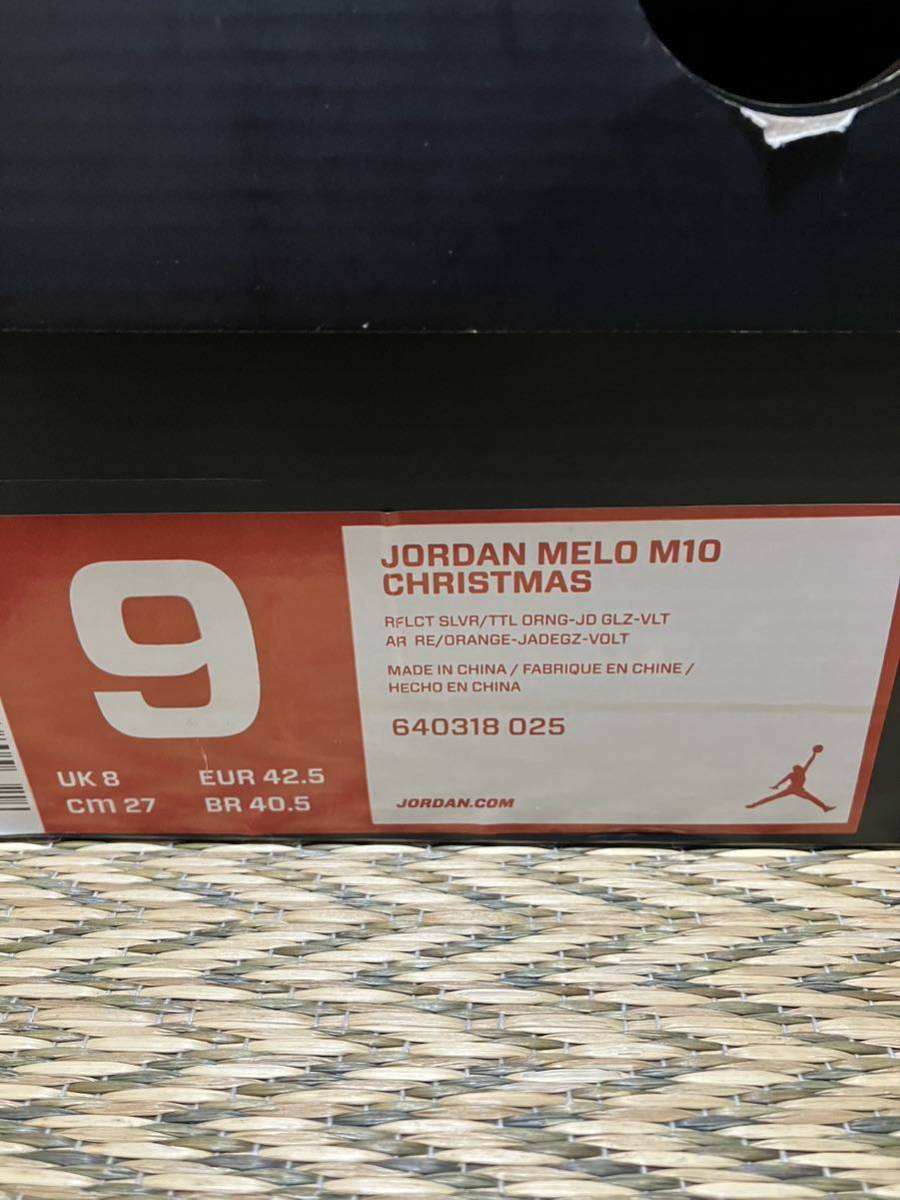 9
UK 8 EUR 42.5
cm 27 BR 40.5
JORDAN MELO M10
CHRISTMAS
RFLCT SLVR/TTL ORNG-JD GLZ-VLT
AR RE/ORANGE-JADEGZ-VOLT
MADE IN CHINA / FABRIQUE EN CHINE /
HECHO EN CHINA
640318 025
JORDAN.COM